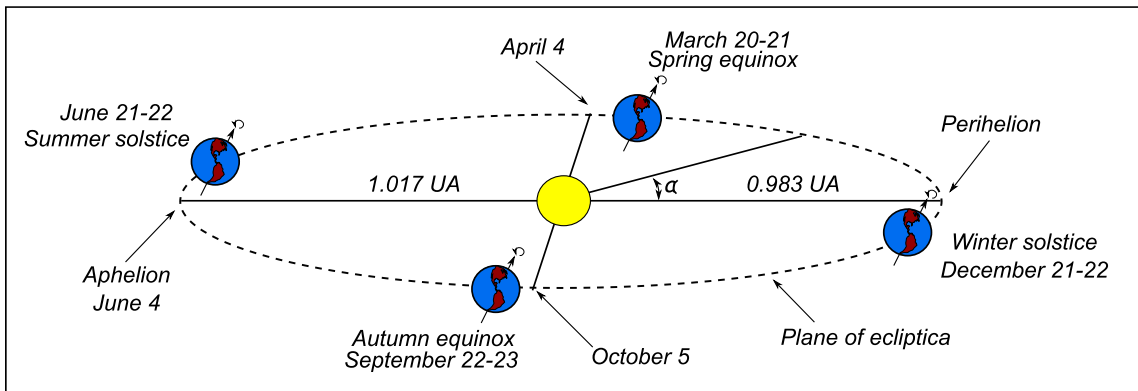 April 4
March 20-21
Spring equinox
June 21-22
Summer solstice
Perihelion
1.017 UA
α
0.983 UA
Aphelion
June 4
Winter solstice
December 21-22
Autumn equinox
September 22-23
October 5
Plane of ecliptica